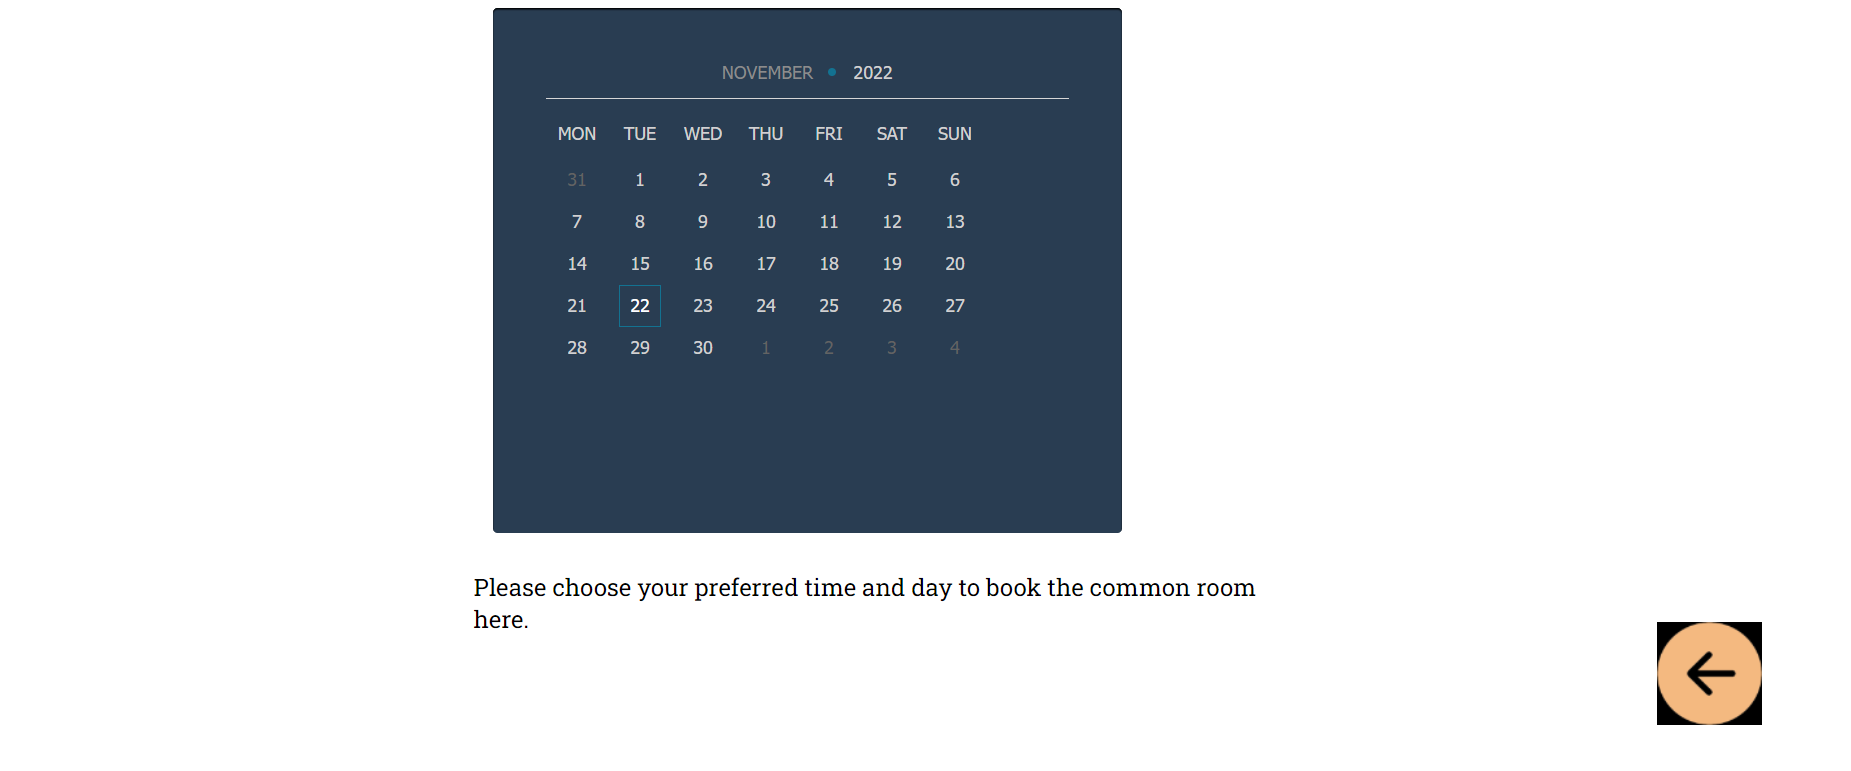 NOVEMBER • 2022
MON TUE WED THU FRI SAT SUN
31 1 2 3 4 5 6
7 8 9 10 11 12 13
14 15 16 17 18 19 20
21 22 23 24 25 26 27
28 29 30 1 2 3 4
Please choose your preferred time and day to book the common room
here.